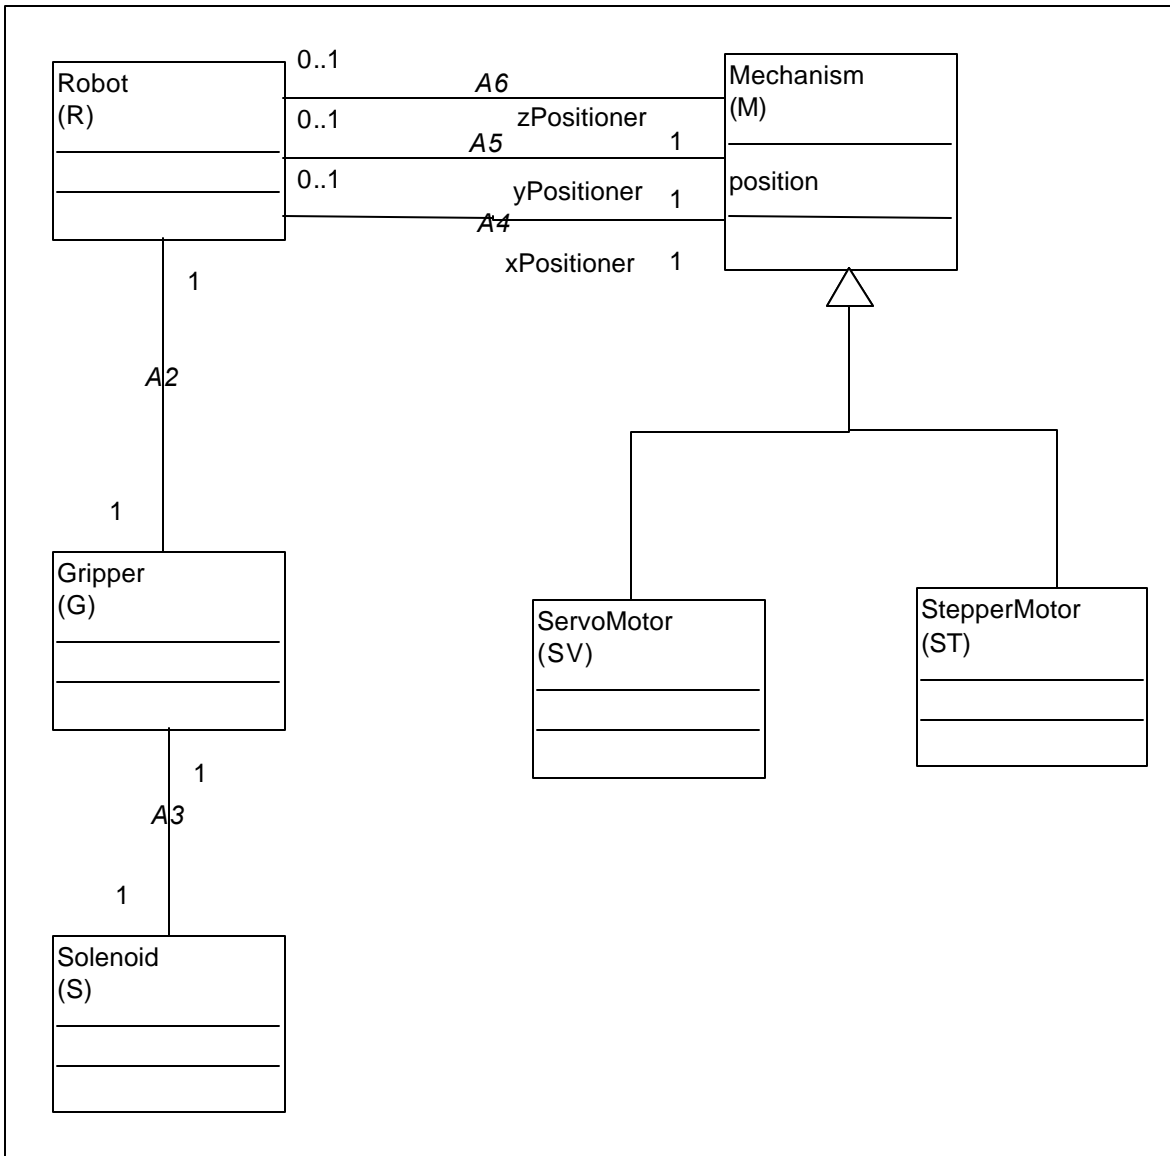 Robot
(R)
0..1
A6
zPositioner
1
0..1
A5
yPositioner
1
0..1
A4
xPositioner
1
Mechanism
(M)
position
1
A2
1
Gripper
(G)
1
A3
1
Solenoid
(S)
ServoMotor
(SV)
StepperMotor
(ST)